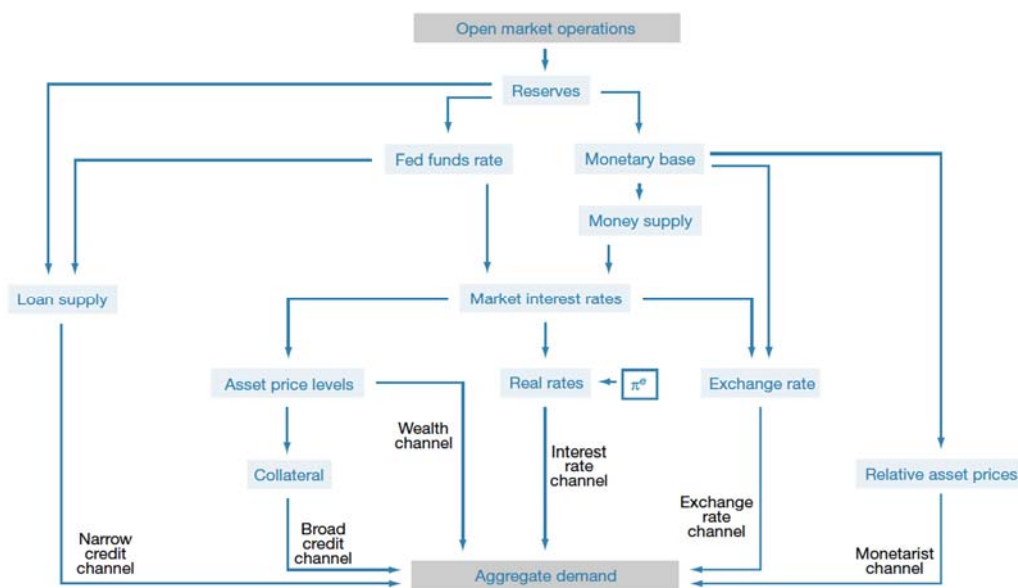 Open market operations
Reserves
Fed funds rate
Monetary base
Money supply
Loan supply
Market interest rates
Asset price levels
Real rates
πᵉ
Exchange rate
Wealth
channel
Interest
rate
channel
Collateral
Relative asset prices
Exchange
rate
channel
Narrow
credit
channel
Broad
credit
channel
Monetarist
channel
Aggregate demand